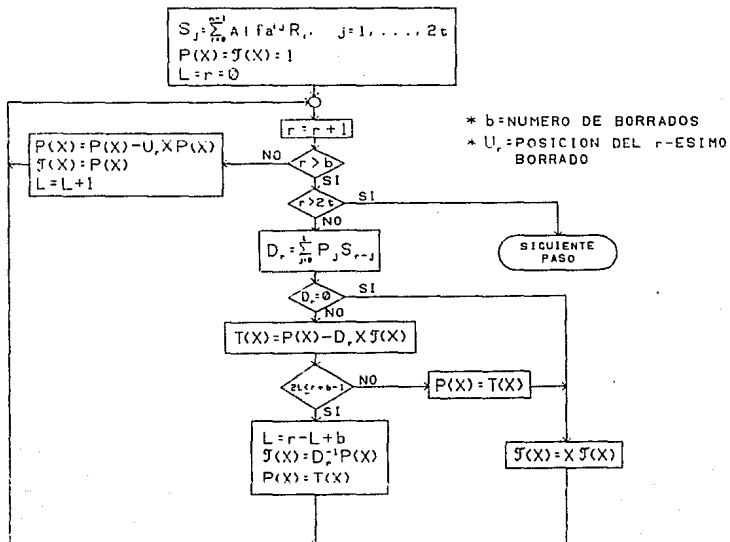 S_j = Σ_{i=0}^{n-1} Alfa^{ij} R_i, j=1,...,2t
P(X)=𝒯(X)=1
L=r=0
r=r+1
* b=NUMERO DE BORRADOS
* U_r=POSICION DEL r-ESIMO
BORRADO
P(X)=P(X)-U_r X P(X)
𝒯(X)=P(X)
L=L+1
NO
r>b
SI
r>2t
SI
NO
D_r = Σ_{j=0}^{L} P_j S_{r-j}
SIGUIENTE
PASO
D_r=0
SI
NO
T(X)=P(X)-D_r X 𝒯(X)
2L≤r+b-1
NO
P(X)=T(X)
SI
L=r-L+b
𝒯(X)=D_r^{-1}P(X)
P(X)=T(X)
𝒯(X)=X 𝒯(X)